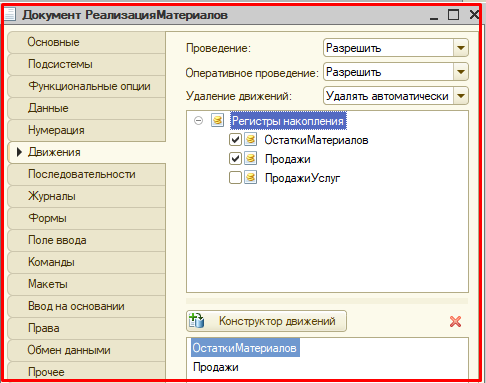 Документ РеализацияМатериалов
Основные
Подсистемы
Функциональные опции
Данные
Нумерация
Движения
Последовательности
Журналы
Формы
Поле ввода
Команды
Макеты
Ввод на основании
Права
Обмен данными
Прочее
Проведение: Разрешить
Оперативное проведение: Разрешить
Удаление движений: Удалять автоматически
Регистры накопления
ОстаткиМатериалов
Продажи
ПродажиУслуг
Конструктор движений
ОстаткиМатериалов
Продажи